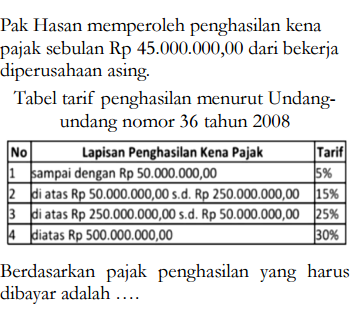 Pak Hasan memperoleh penghasilan kena
pajak sebulan Rp 45.000.000,00 dari bekerja
diperusahaan asing.
Tabel tarif penghasilan menurut Undang-
undang nomor 36 tahun 2008
No Lapisan Penghasilan Kena Pajak Tarif
1 sampai dengan Rp 50.000.000,00 5%
2 di atas Rp 50.000.000,00 s.d. Rp 250.000.000,00 15%
3 di atas Rp 250.000.000,00 s.d. Rp 50.000.000,00 25%
4 diatas Rp 500.000.000,00 30%
Berdasarkan pajak penghasilan yang harus
dibayar adalah ….